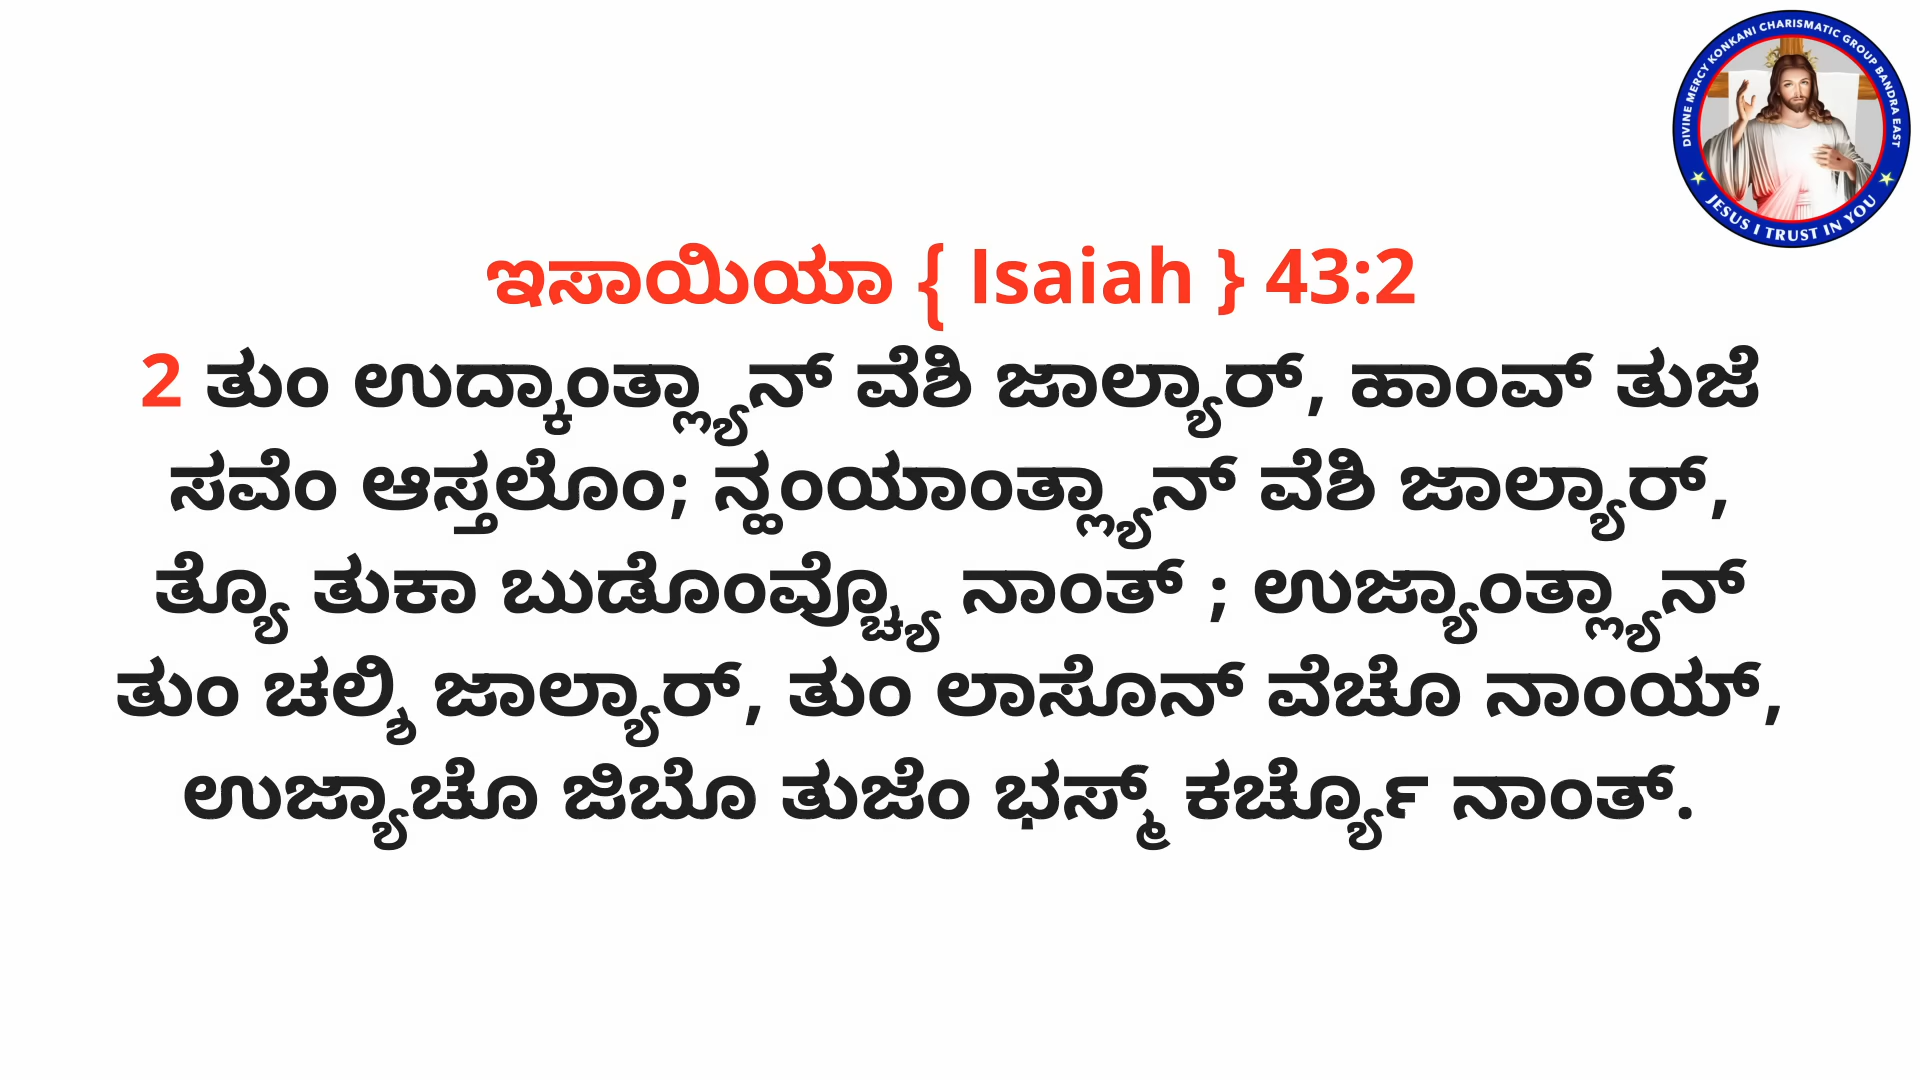 DIVINE MERCY KONKANI CHARISMATIC GROUP BANDRA EAST
JESUS I TRUST IN YOU
ಇಸಾಯಿಯಾ { Isaiah } 43:2
2 ತುಂ ಉದ್ಕಾಂತ್ಲ್ಯಾನ್ ವೆಶಿ ಜಾಲ್ಯಾರ್, ಹಾಂವ್ ತುಜೆ
ಸವೆಂ ಆಸ್ತಲೊಂ; ನ್ಹಂಯಾಂತ್ಲ್ಯಾನ್ ವೆಶಿ ಜಾಲ್ಯಾರ್,
ತ್ಯೊ ತುಕಾ ಬುಡೊಂವ್ಚ್ಯೊ ನಾಂತ್ ; ಉಜ್ಯಾಂತ್ಲ್ಯಾನ್
ತುಂ ಚಲ್ಶಿ ಜಾಲ್ಯಾರ್, ತುಂ ಲಾಸೊನ್ ವೆಚೊ ನಾಂಯ್,
ಉಜ್ಯಾಚೊ ಜಿಬೊ ತುಜೆಂ ಭಸ್ಮ್ ಕರ್ಚ್ಯೊ ನಾಂತ್.